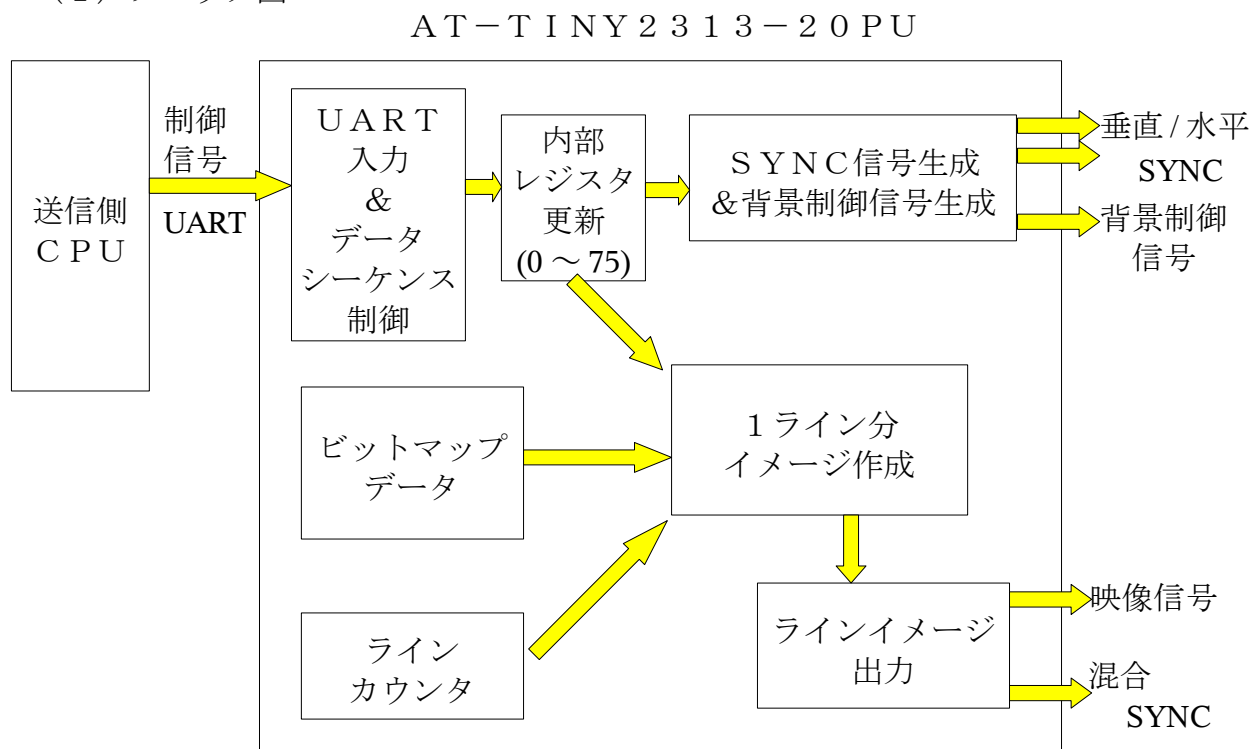 ＡＴ－ＴＩＮＹ２３１３－２０ＰＵ
送信側
ＣＰＵ
制御
信号
UART
ＵＡＲＴ
入力
＆
データ
シーケンス
制御
内部
レジスタ
更新
(0 ～ 75)
ＳＹＮＣ信号生成
＆背景制御信号生成
垂直/水平
SYNC
背景制御
信号
ビットマップ
データ
１ライン分
イメージ作成
ライン
カウンタ
ラインイメージ
出力
映像信号
混合
SYNC